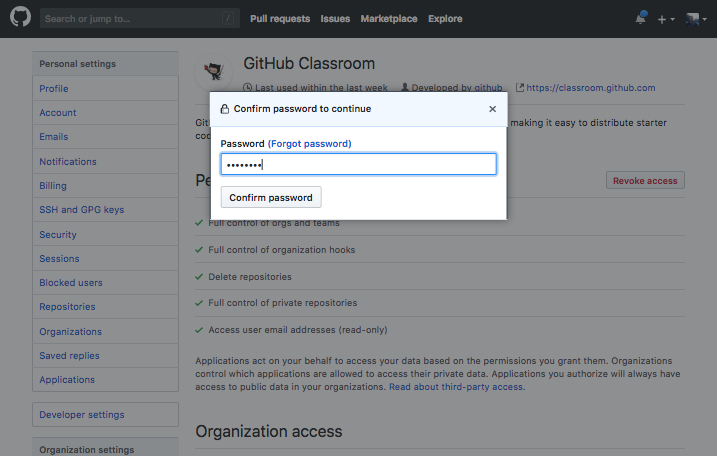 Search or jump to... /
Pull requests Issues Marketplace Explore
Personal settings
Profile
Account
Emails
Notifications
Billing
SSH and GPG keys
Security
Sessions
Blocked users
Repositories
Organizations
Saved replies
Applications
Developer settings
Organization settings
GitHub Classroom
Last used within the last week Developed by github https://classroom.github.com
making it easy to distribute starter
Confirm password to continue ×
Password (Forgot password)
••••••••
Confirm password
Revoke access
Full control of orgs and teams
Full control of organization hooks
Delete repositories
Full control of private repositories
Access user email addresses (read-only)
Applications act on your behalf to access your data based on the permissions you grant them. Organizations
control which applications are allowed to access their private data. Applications you authorize will always have
access to public data in your organizations. Read about third-party access.
Organization access